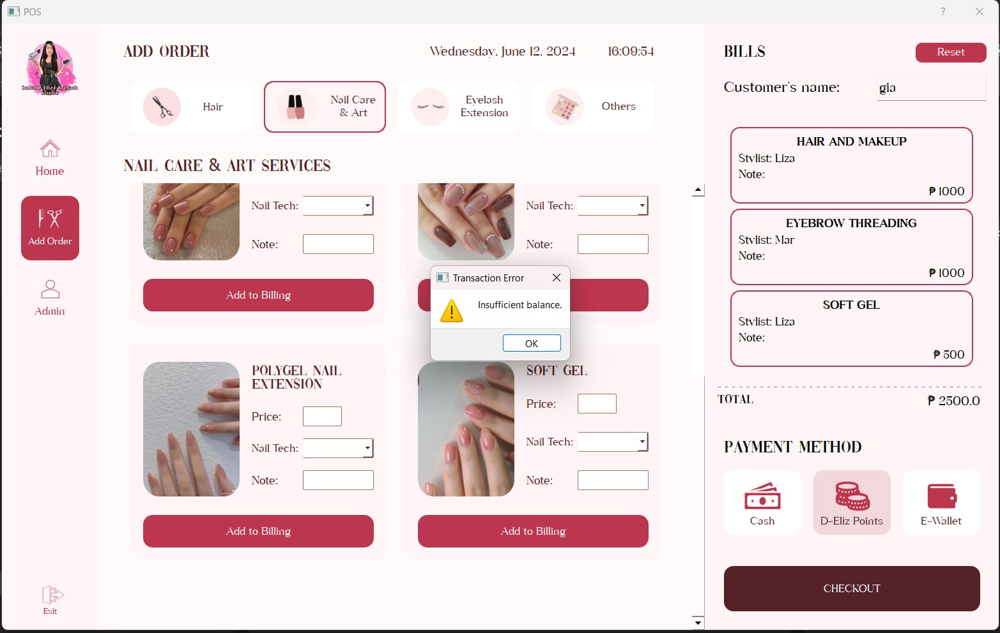 POS
?
Salon D-Eliz & Eyelash
Studio
Home
Add Order
Admin
Exit
ADD ORDER
Wednesday, June 12, 2024
16:09:54
Hair
Nail Care
& Art
Eyelash
Extension
Others
NAIL CARE & ART SERVICES
Nail Tech:
Note:
Add to Billing
Nail Tech:
Note:
Transaction Error
Insufficient balance.
OK
POLYGEL NAIL
EXTENSION
Price:
Nail Tech:
Note:
Add to Billing
SOFT GEL
Price:
Nail Tech:
Note:
Add to Billing
BILLS
Reset
Customer's name:
gia
HAIR AND MAKEUP
Stylist: Liza
Note:
₱ 1000
EYEBROW THREADING
Stylist: Mar
Note:
₱ 1000
SOFT GEL
Stylist: Liza
Note:
₱ 500
TOTAL
₱ 2500.0
PAYMENT METHOD
Cash
D-Eliz Points
E-Wallet
CHECKOUT